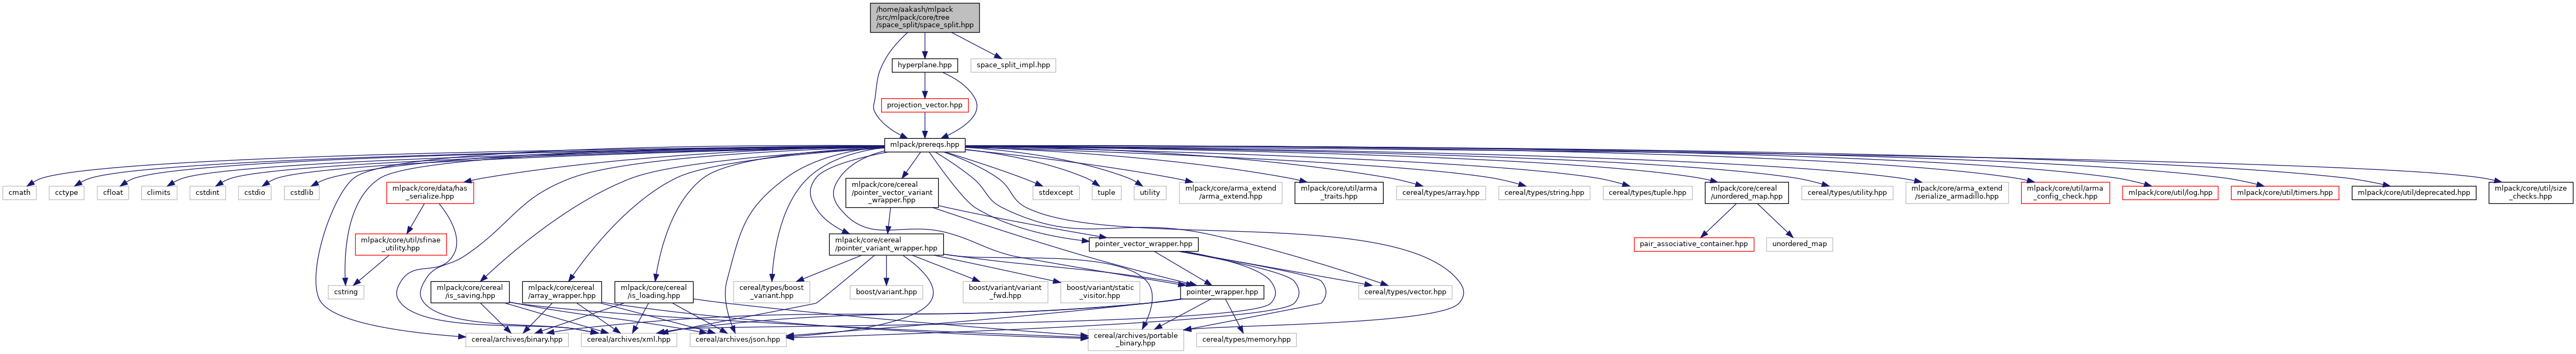 /home/aakash/mlpack
/src/mlpack/core/tree
/space_split/space_split.hpp
hyperplane.hpp
space_split_impl.hpp
projection_vector.hpp
mlpack/prereqs.hpp
cmath
cctype
cfloat
climits
cstdint
cstdio
cstdlib
mlpack/core/data/has
_serialize.hpp
mlpack/core/cereal
/pointer_vector_variant
_wrapper.hpp
stdexcept
tuple
utility
mlpack/core/arma_extend
/arma_extend.hpp
mlpack/core/util/arma
_traits.hpp
cereal/types/array.hpp
cereal/types/string.hpp
cereal/types/tuple.hpp
mlpack/core/cereal
/unordered_map.hpp
cereal/types/utility.hpp
mlpack/core/arma_extend
/serialize_armadillo.hpp
mlpack/core/util/arma
_config_check.hpp
mlpack/core/util/log.hpp
mlpack/core/util/timers.hpp
mlpack/core/util/deprecated.hpp
mlpack/core/util/size
_checks.hpp
mlpack/core/util/sfinae
_utility.hpp
mlpack/core/cereal
/pointer_variant_wrapper.hpp
pointer_vector_wrapper.hpp
pair_associative_container.hpp
unordered_map
cstring
mlpack/core/cereal
/is_saving.hpp
mlpack/core/cereal
/array_wrapper.hpp
mlpack/core/cereal
/is_loading.hpp
cereal/types/boost
_variant.hpp
boost/variant.hpp
boost/variant/variant
_fwd.hpp
boost/variant/static
_visitor.hpp
pointer_wrapper.hpp
cereal/types/vector.hpp
cereal/archives/binary.hpp
cereal/archives/xml.hpp
cereal/archives/json.hpp
cereal/archives/portable
_binary.hpp
cereal/types/memory.hpp